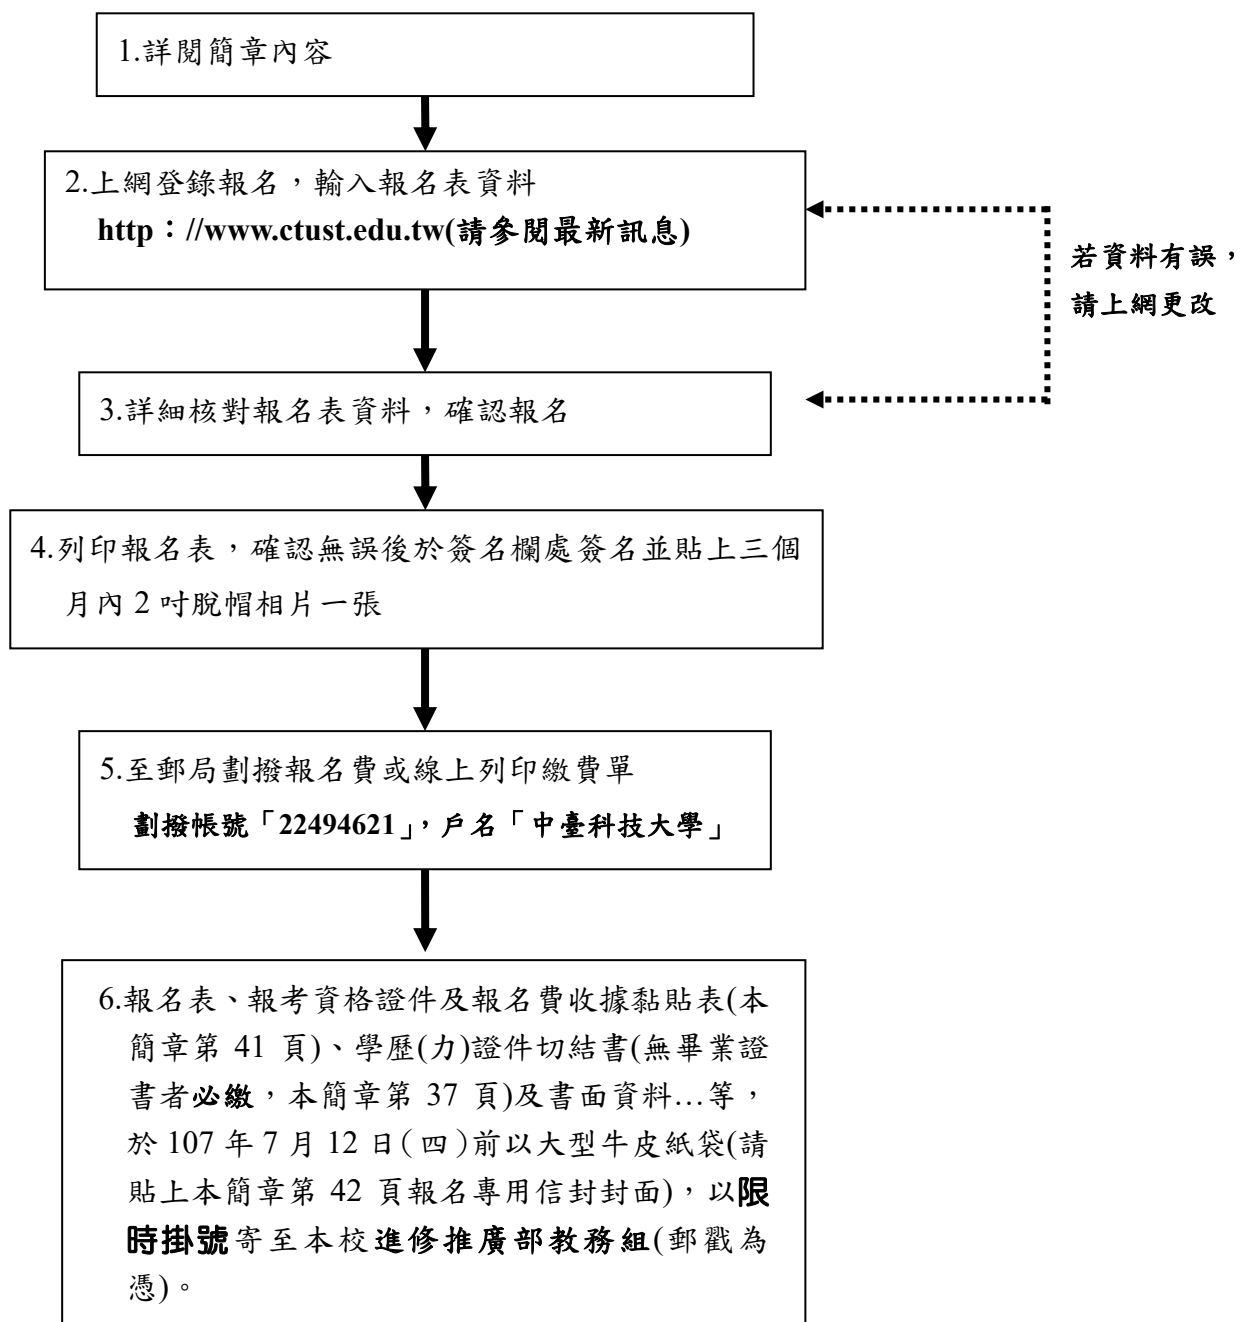 1.詳閱簡章內容
2.上網登錄報名，輸入報名表資料
http：//www.ctust.edu.tw(請參閱最新訊息)
若資料有誤，
請上網更改
3.詳細核對報名表資料，確認報名
4.列印報名表，確認無誤後於簽名欄處簽名並貼上三個
月內 2 吋脫帽相片一張
5.至郵局劃撥報名費或線上列印繳費單
劃撥帳號「22494621」，戶名「中臺科技大學」
6.報名表、報考資格證件及報名費收據黏貼表(本
簡章第 41 頁)、學歷(力)證件切結書(無畢業證
書者必繳，本簡章第 37 頁)及書面資料…等，
於 107 年 7 月 12 日（四）前以大型牛皮紙袋(請
貼上本簡章第 42 頁報名專用信封封面)，以限
時掛號寄至本校進修推廣部教務組(郵戳為
憑)。